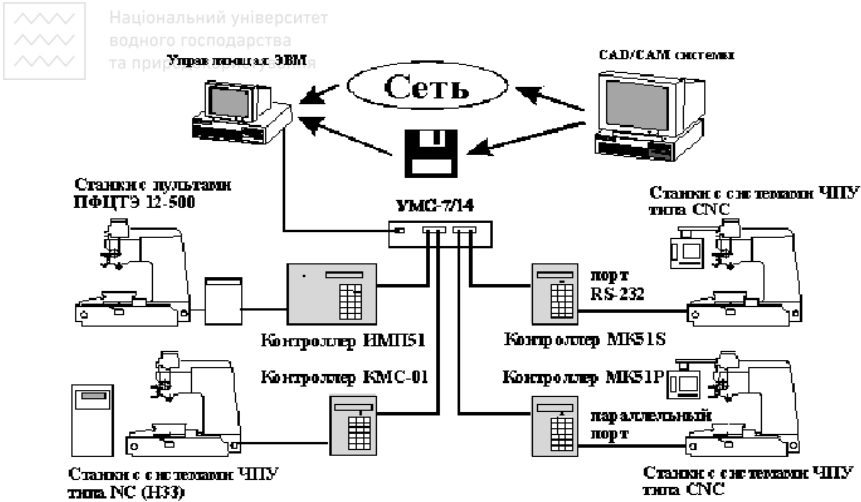 Національний університет
водного господарства
та природокористування
Управляющая ЭВМ
CAD/CAM системы
Сеть
Станки с пультами
ПФЦТЭ 12-500
УМС-7/14
Станки с системами ЧПУ
типа CNC
порт
RS-232
Контроллер ИМП51
Контроллер МК51S
Контроллер КМС-01
Контроллер МК51P
параллельный
порт
Станки с системами ЧПУ
типа NC (Н33)
Станки с системами ЧПУ
типа CNC